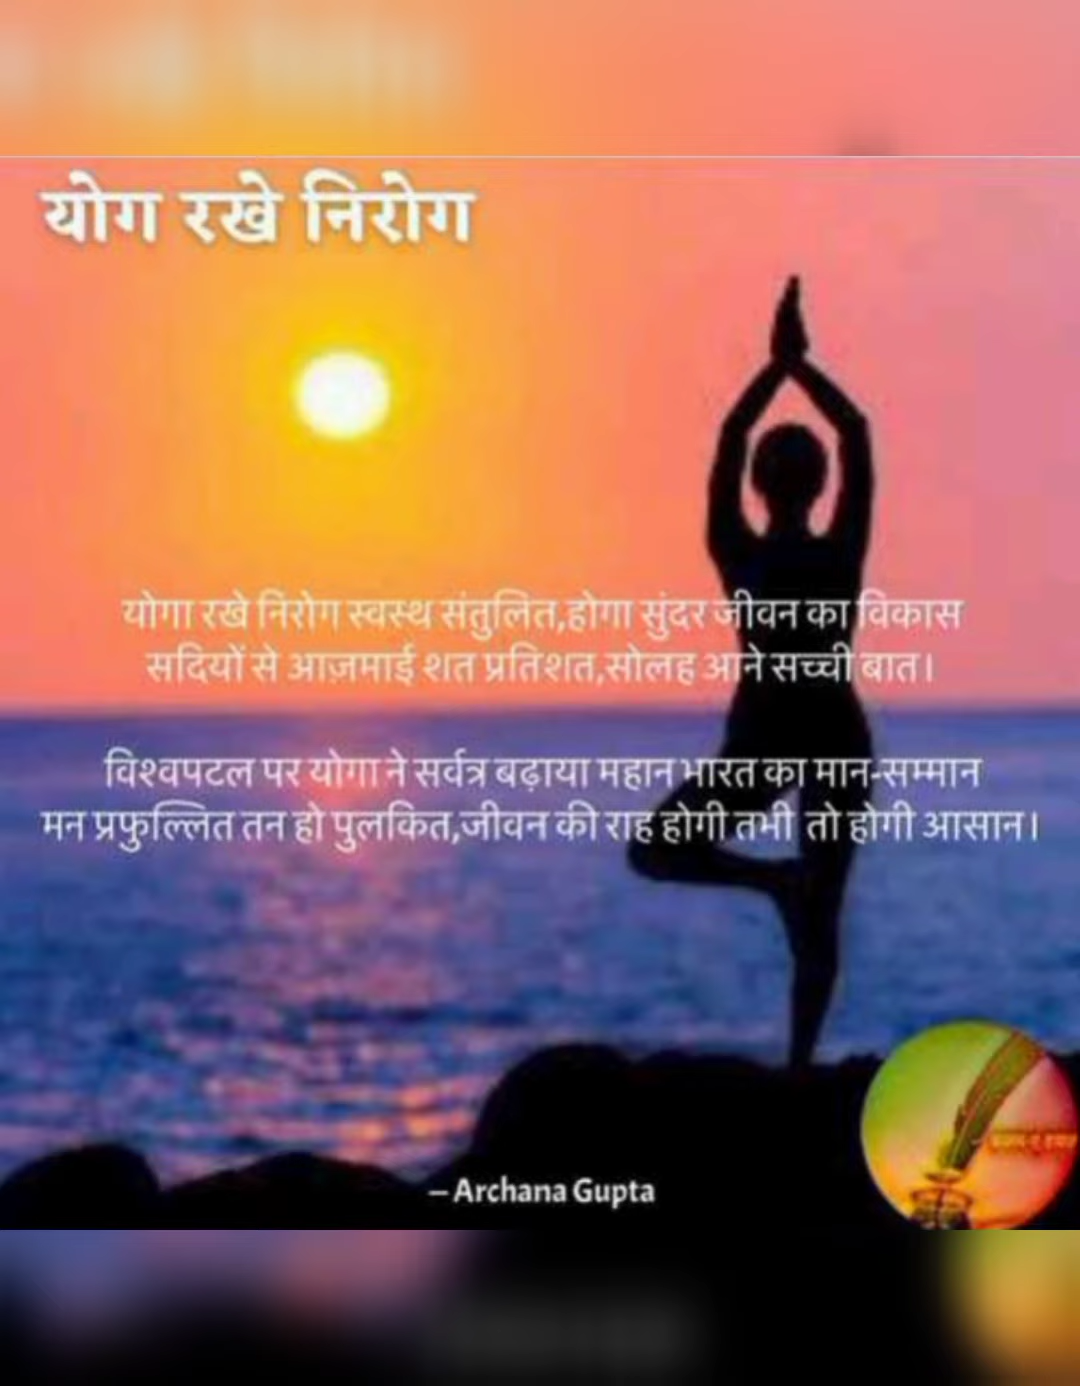 योग रखे निरोग
योगा रखे निरोग स्वस्थ संतुलित,होगा सुंदर जीवन का विकास
सदियों से आज़माई शत प्रतिशत,सोलह आने सच्ची बात।
विश्वपटल पर योगा ने सर्वत्र बढ़ाया महान भारत का मान-सम्मान
मन प्रफुल्लित तन हो पुलकित,जीवन की राह होगी तभी तो होगी आसान।
– Archana Gupta